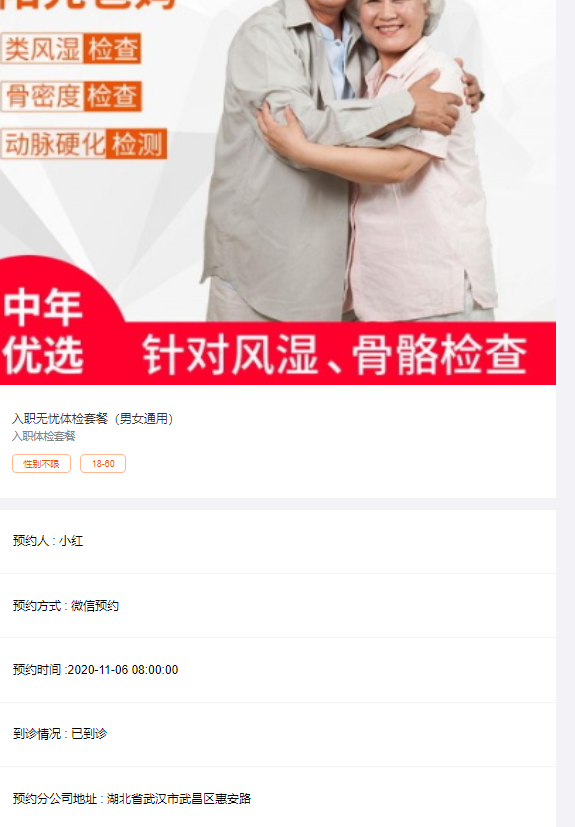 类风湿检查
骨密度检查
动脉硬化检测
中年
优选
针对风湿、骨骼检查
入职无忧体检套餐（男女通用）
入职体检套餐
性别不限 18-60
预约人 : 小红
预约方式 : 微信预约
预约时间 :2020-11-06 08:00:00
到诊情况 : 已到诊
预约分公司地址 : 湖北省武汉市武昌区惠安路